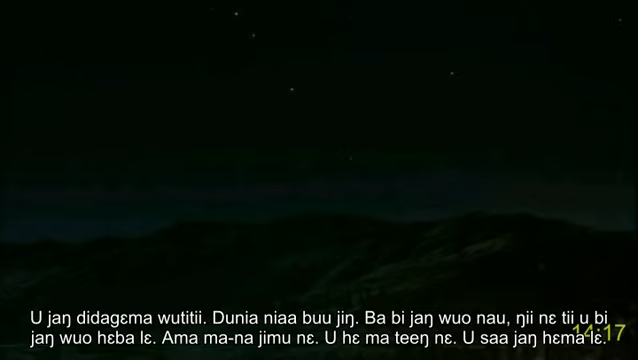 U jaŋ didagɛma wutitii. Dunia niaa buu jiŋ. Ba bi jaŋ wuo nau, ŋii nɛ tii u bi
jaŋ wuo hɛba lɛ. Ama ma-na jimu nɛ. U hɛ ma teeŋ nɛ. U saa jaŋ hɛma lɛ.
14:17